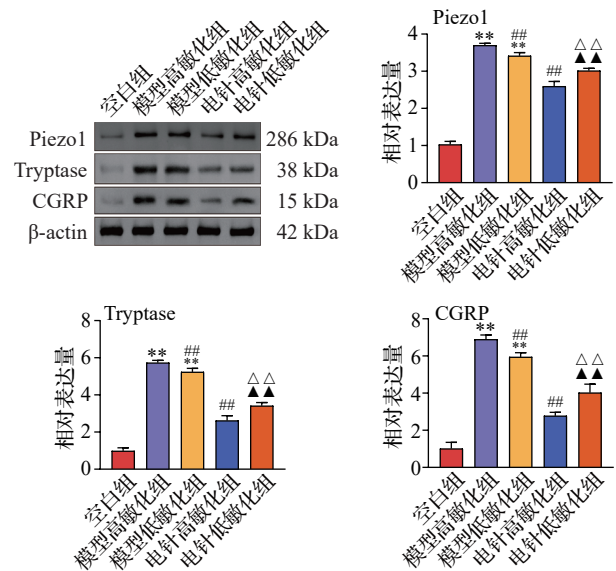 空白组
模型高敏化组
模型低敏化组
电针高敏化组
电针低敏化组
Piezo1 286 kDa
Tryptase 38 kDa
CGRP 15 kDa
β-actin 42 kDa
Piezo1
相对表达量
4
3
2
1
0
**
##
**
##
△△
▲▲
空白组
模型高敏化组
模型低敏化组
电针高敏化组
电针低敏化组
Tryptase
相对表达量
8
6
4
2
0
**
##
**
##
△△
▲▲
空白组
模型高敏化组
模型低敏化组
电针高敏化组
电针低敏化组
CGRP
相对表达量
8
6
4
2
0
**
##
**
##
△△
▲▲
空白组
模型高敏化组
模型低敏化组
电针高敏化组
电针低敏化组